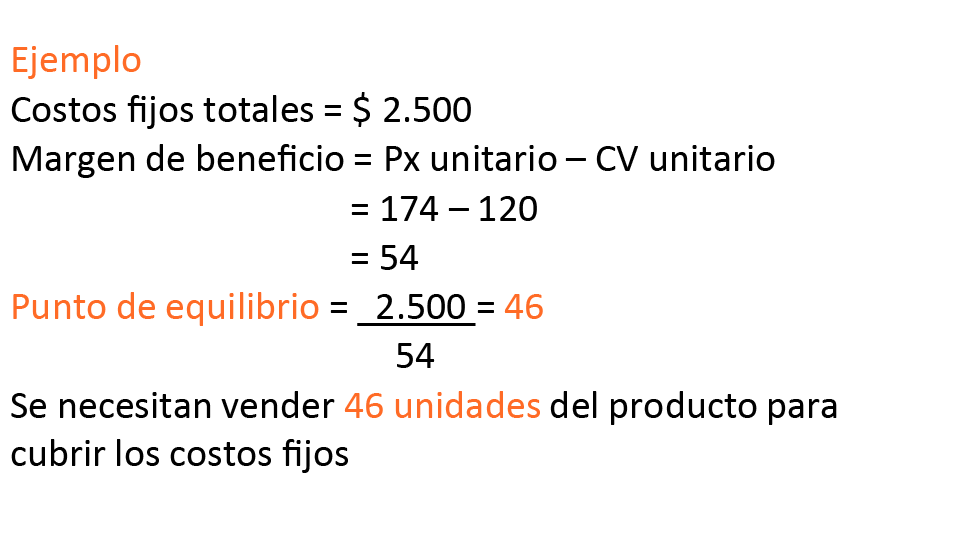 Ejemplo
Costos fijos totales = $ 2.500
Margen de beneficio = Px unitario – CV unitario
= 174 – 120
= 54
Punto de equilibrio = 2.500 = 46
54
Se necesitan vender 46 unidades del producto para
cubrir los costos fijos